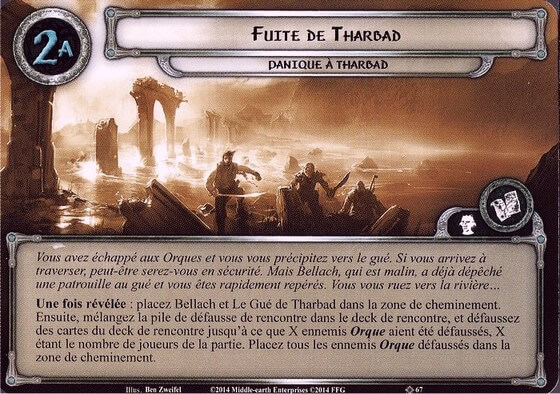 2A
FUITE DE THARBAD
PANIQUE À THARBAD
Vous avez échappé aux Orques et vous vous précipitez vers le gué. Si vous arrivez à
traverser, peut-être serez-vous en sécurité. Mais Bellach, qui est malin, a déjà dépêché
une patrouille au gué et vous êtes rapidement repérés. Vous vous ruez vers la rivière…
Une fois révélée : placez Bellach et Le Gué de Tharbad dans la zone de cheminement.
Ensuite, mélangez la pile de défausse de rencontre dans le deck de rencontre, et défaussez
des cartes du deck de rencontre jusqu'à ce que X ennemis Orque aient été défaussés, X
étant le nombre de joueurs de la partie. Placez tous les ennemis Orque défaussés dans la
zone de cheminement.
Illus. Ben Zweifel ©2014 Middle-earth Enterprises ©2014 FFG 67